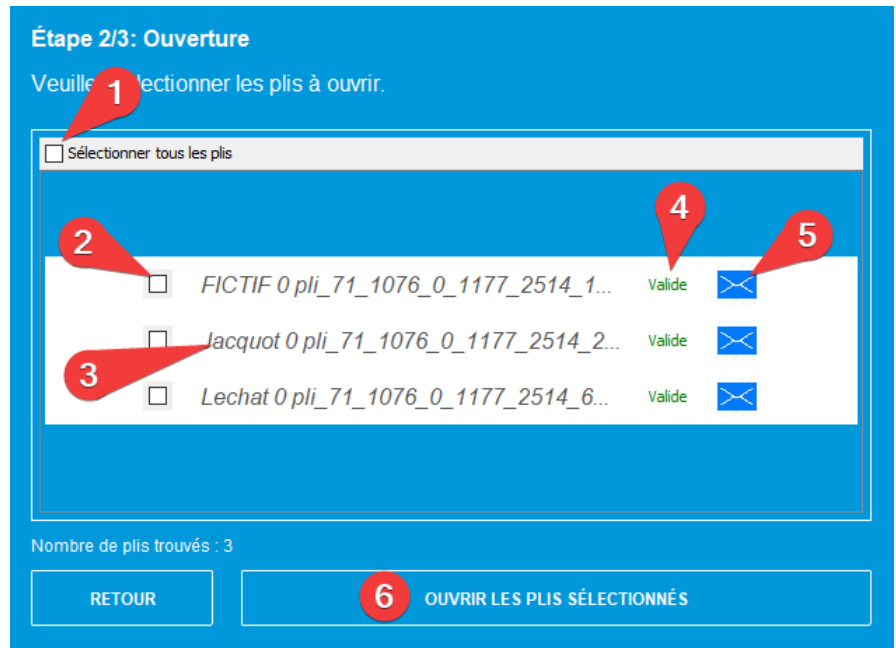 Étape 2/3: Ouverture
Veuille lectionner les plis à ouvrir.
1
Sélectionner tous les plis
4
2
5
FICTIF 0 pli_71_1076_0_1177_2514_1... Valide
Jacquot 0 pli_71_1076_0_1177_2514_2... Valide
3
Lechat 0 pli_71_1076_0_1177_2514_6... Valide
Nombre de plis trouvés : 3
RETOUR
6 OUVRIR LES PLIS SÉLECTIONNÉS